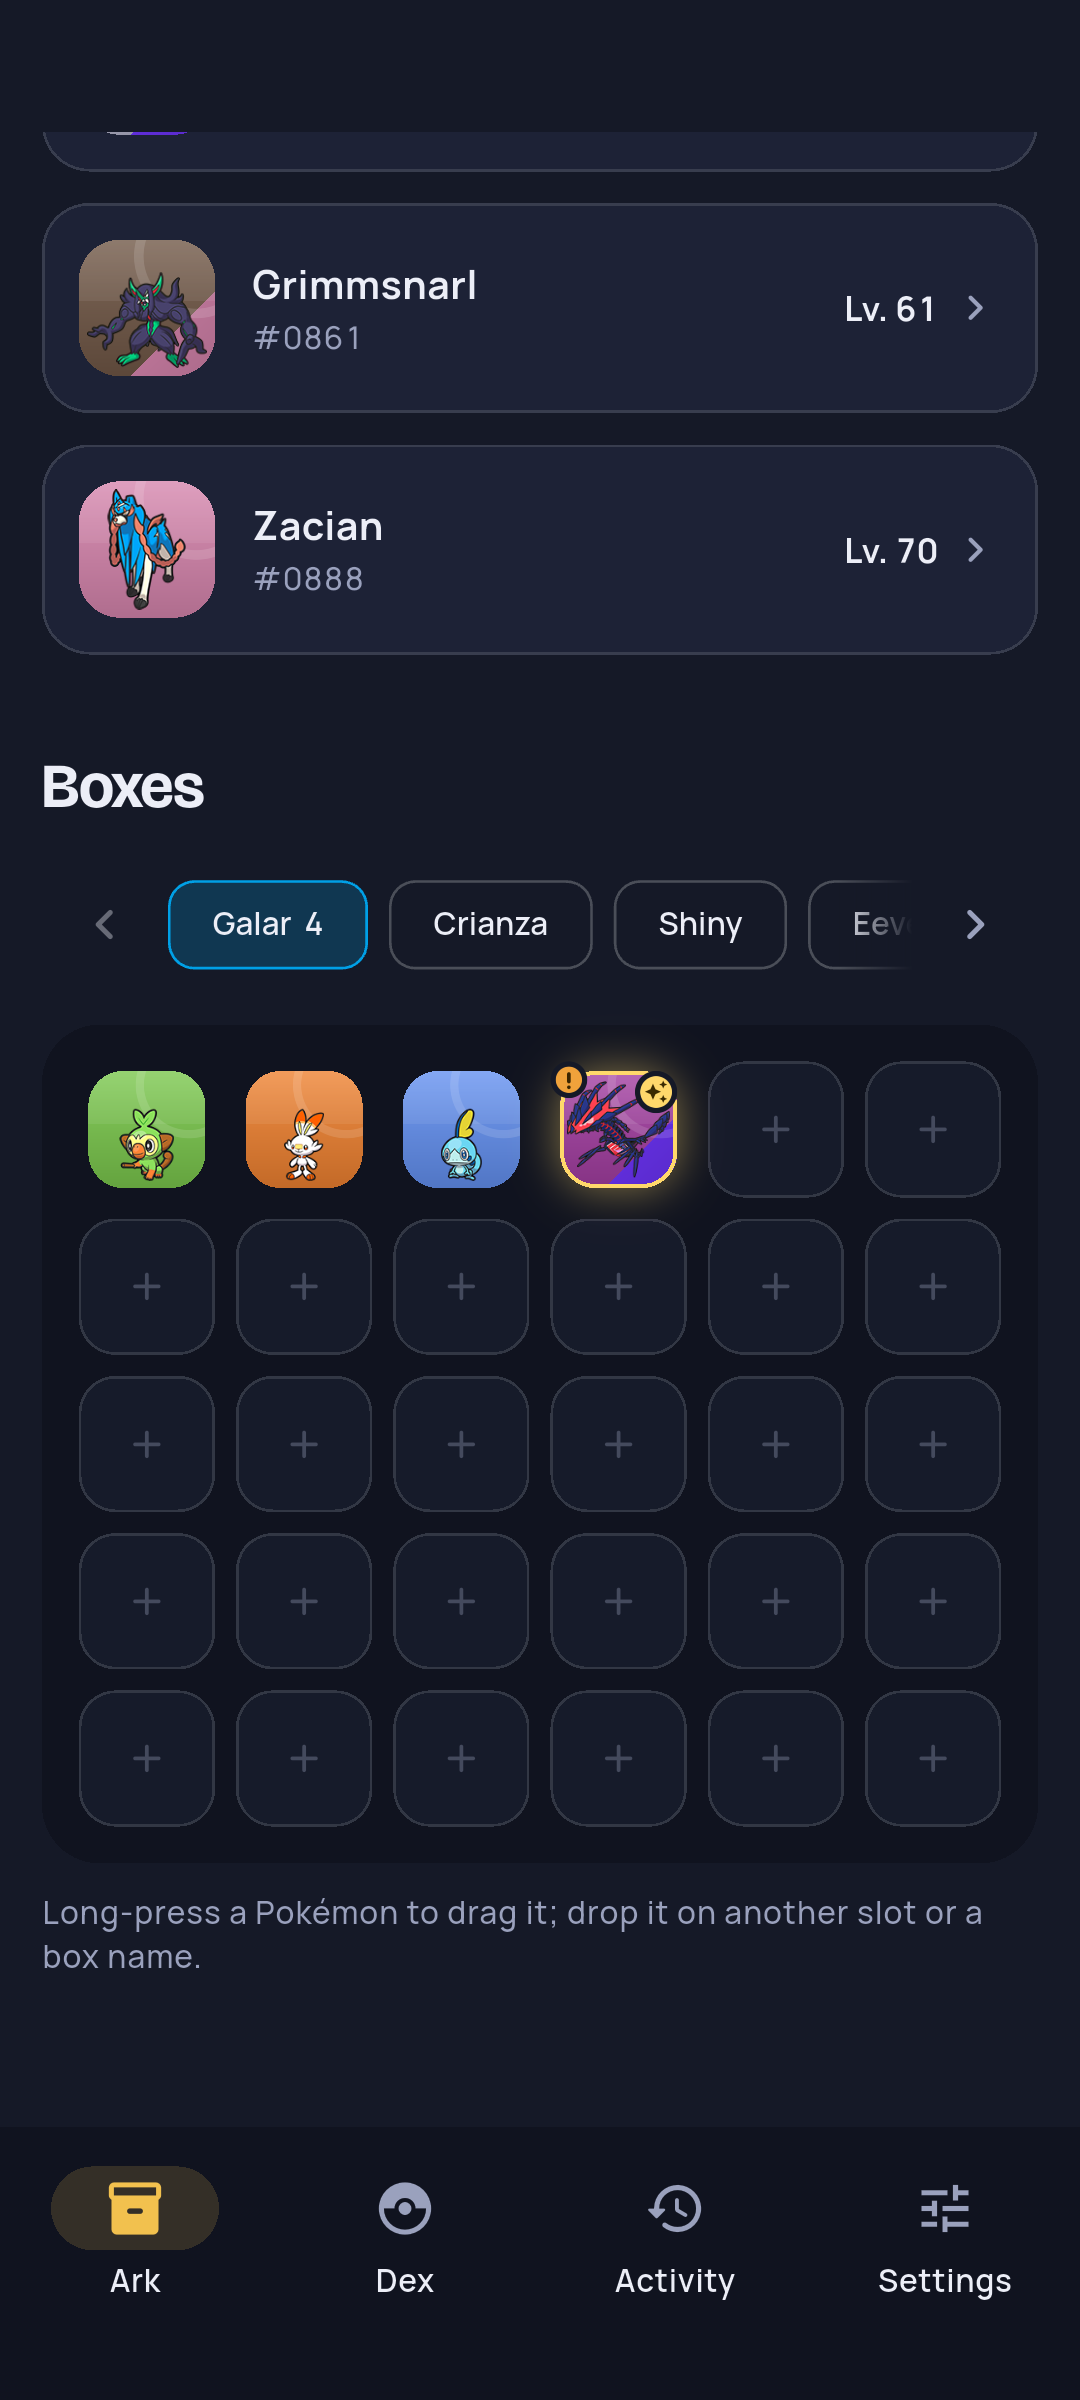 Grimmsnarl
#0861
Lv. 61
Zacian
#0888
Lv. 70
Boxes
Galar 4
Crianza
Shiny
Long-press a Pokémon to drag it; drop it on another slot or a
box name.
Ark
Dex
Activity
Settings